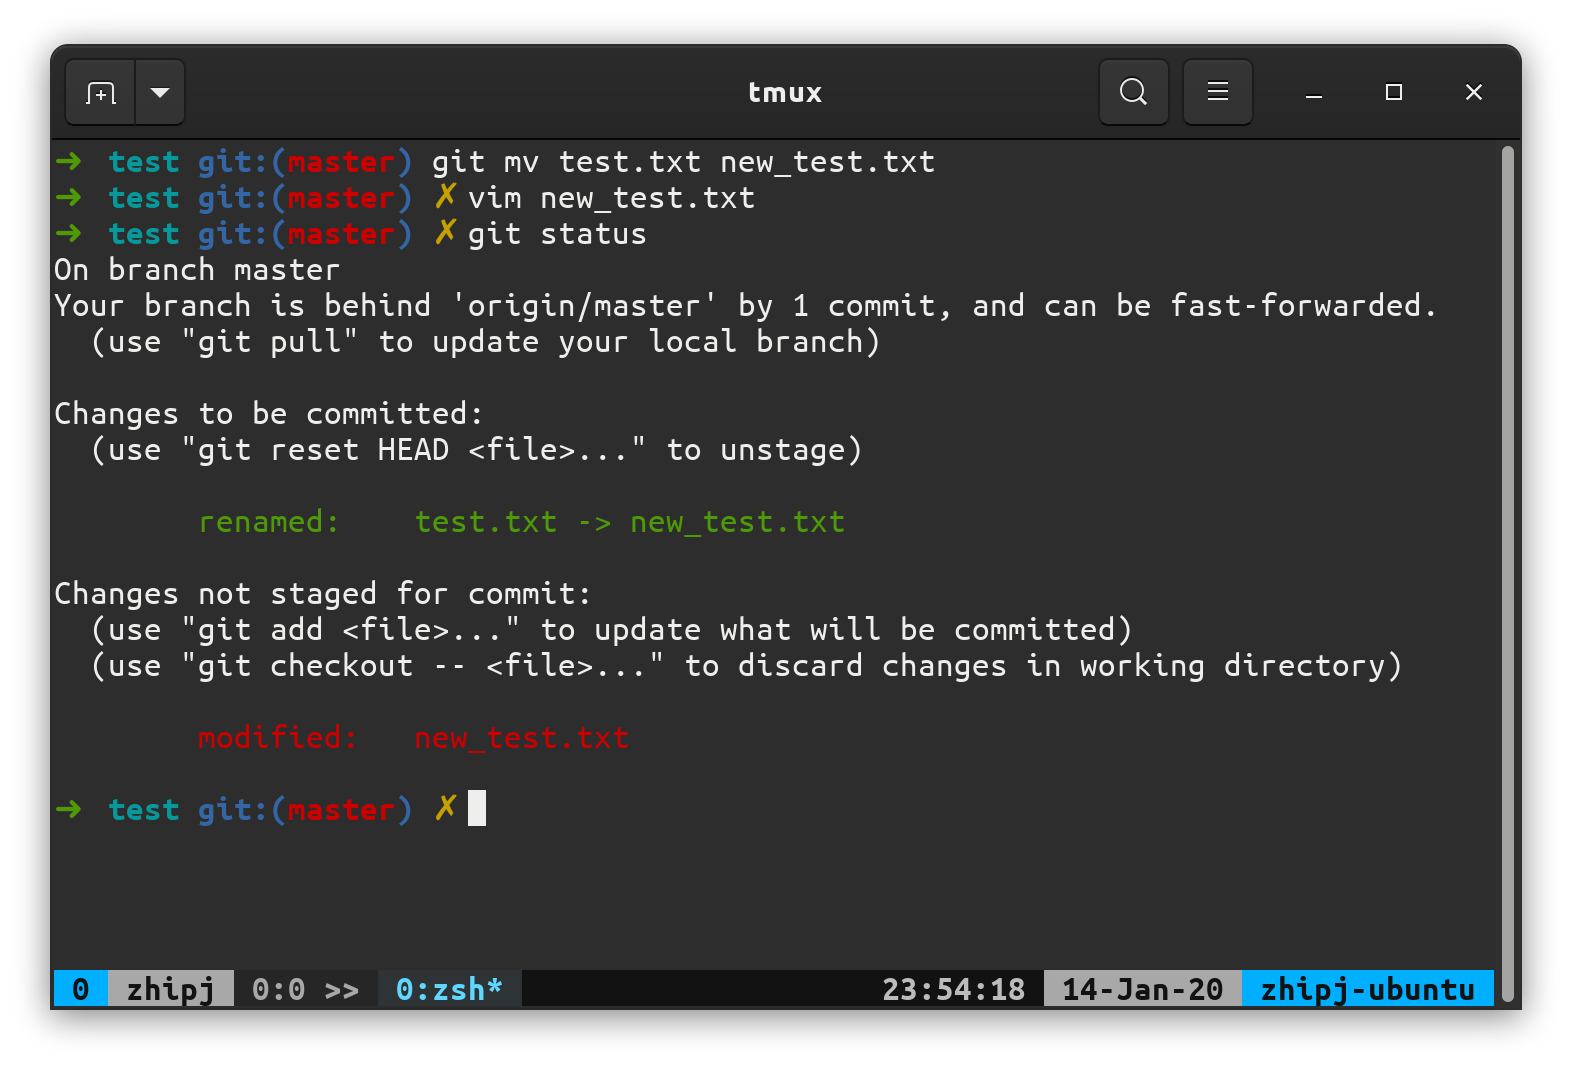 tmux
➜ test git:(master) git mv test.txt new_test.txt
➜ test git:(master) ✗ vim new_test.txt
➜ test git:(master) ✗ git status
On branch master
Your branch is behind 'origin/master' by 1 commit, and can be fast-forwarded.
  (use "git pull" to update your local branch)
Changes to be committed:
  (use "git reset HEAD <file>..." to unstage)
        renamed:    test.txt -> new_test.txt
Changes not staged for commit:
  (use "git add <file>..." to update what will be committed)
  (use "git checkout -- <file>..." to discard changes in working directory)
        modified:   new_test.txt
➜ test git:(master) ✗
0 zhipj 0:0 >> 0:zsh* 23:54:18 14-Jan-20 zhipj-ubuntu